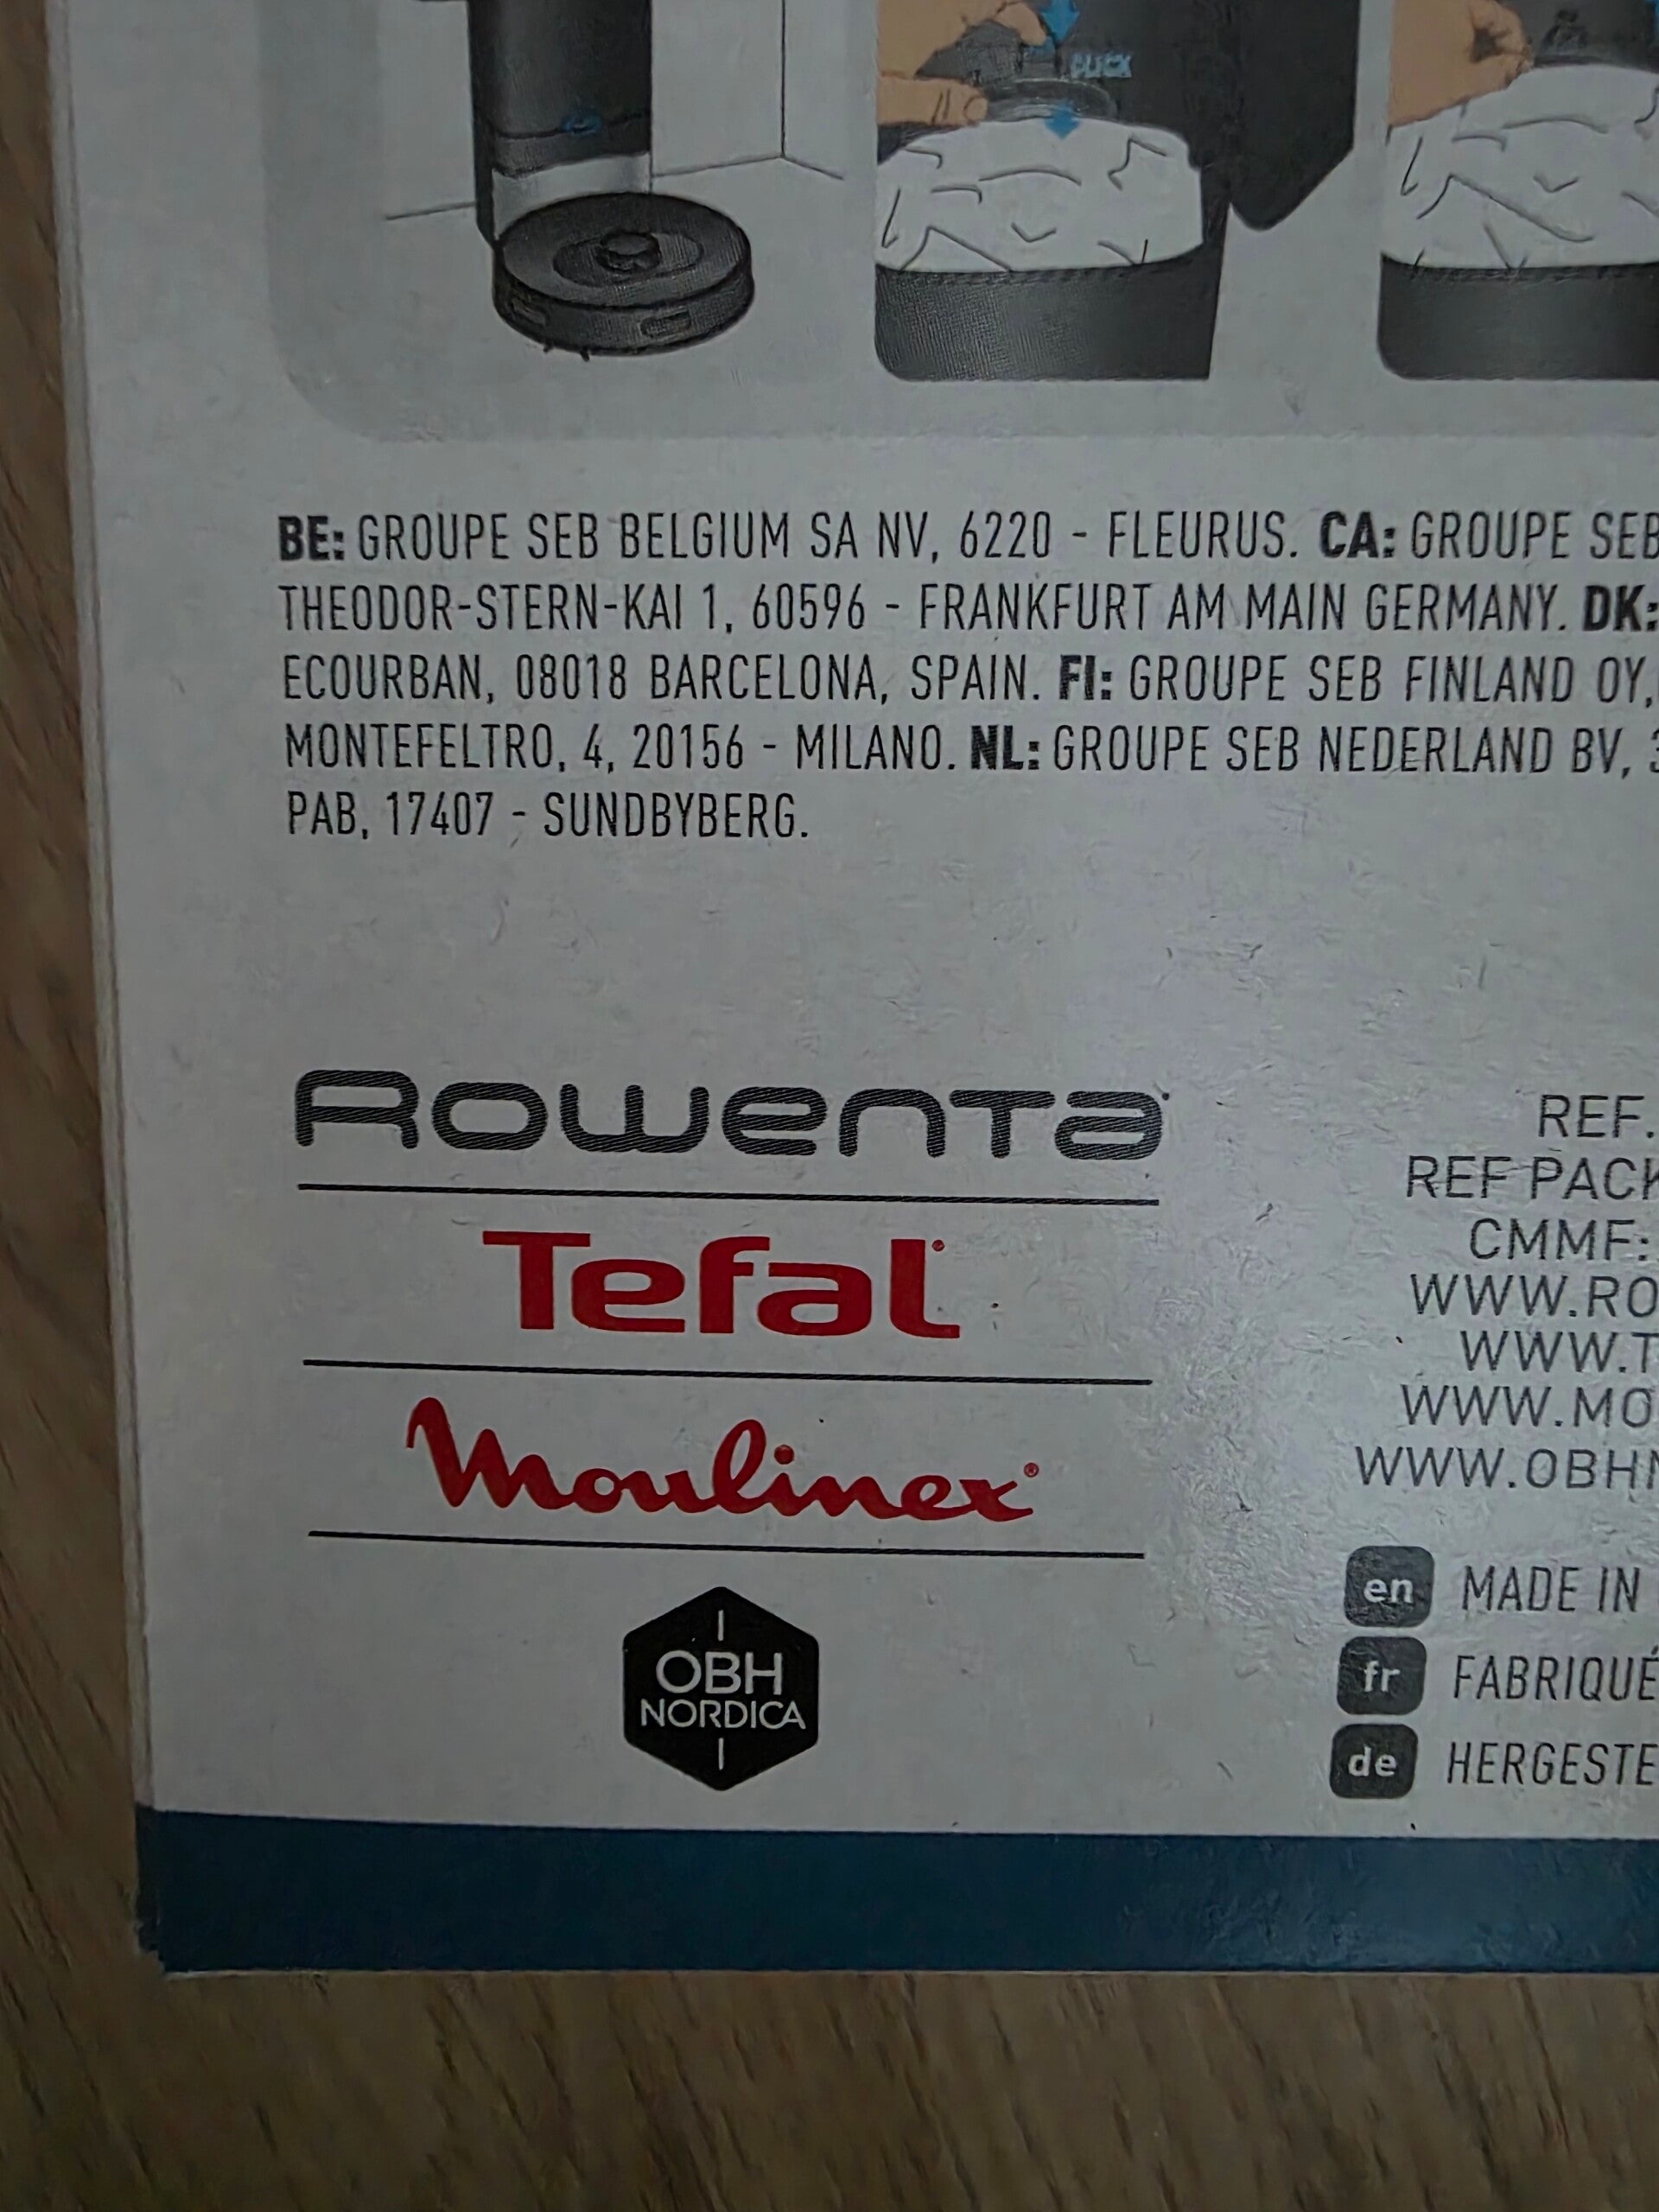 CLICK
BE: GROUPE SEB BELGIUM SA NV, 6220 - FLEURUS. CA: GROUPE SEB
THEODOR-STERN-KAI 1, 60596 - FRANKFURT AM MAIN GERMANY. DK:
ECOURBAN, 08018 BARCELONA, SPAIN. FI: GROUPE SEB FINLAND OY,
MONTEFELTRO, 4, 20156 - MILANO. NL: GROUPE SEB NEDERLAND BV, 3
PAB, 17407 - SUNDBYBERG.
Rowenta
Tefal
Moulinex®
OBH
NORDICA
REF.
REF PACK
CMMF:
WWW.RO
WWW.T
WWW.MO
WWW.OBHN
en MADE IN
fr FABRIQUÉ
de HERGESTE